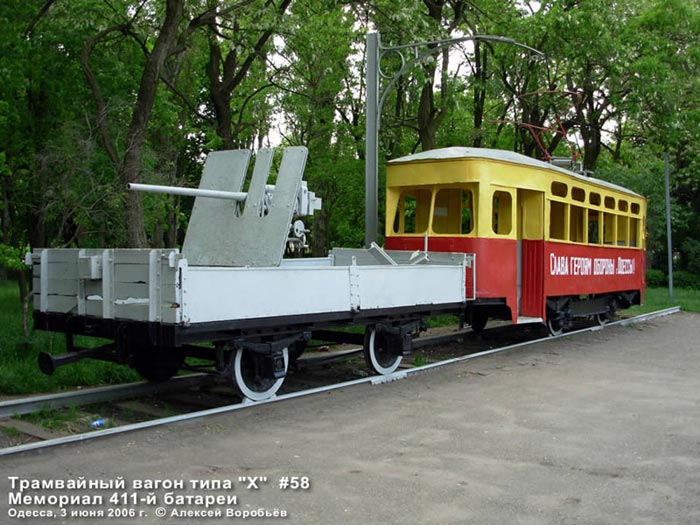 СЛАВА ГЕРОЯМ ОБОРОНЫ ОДЕССЫ!
Трамвайный вагон типа "Х" #58
Мемориал 411-й батареи
Одесса, 3 июня 2006 г. © Алексей Воробьёв